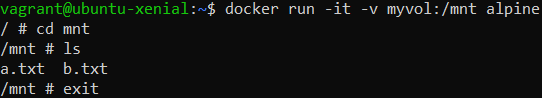 vagrant@ubuntu-xenial:~$ docker run -it -v myvol:/mnt alpine
/ # cd mnt
/mnt # ls
a.txt  b.txt
/mnt # exit